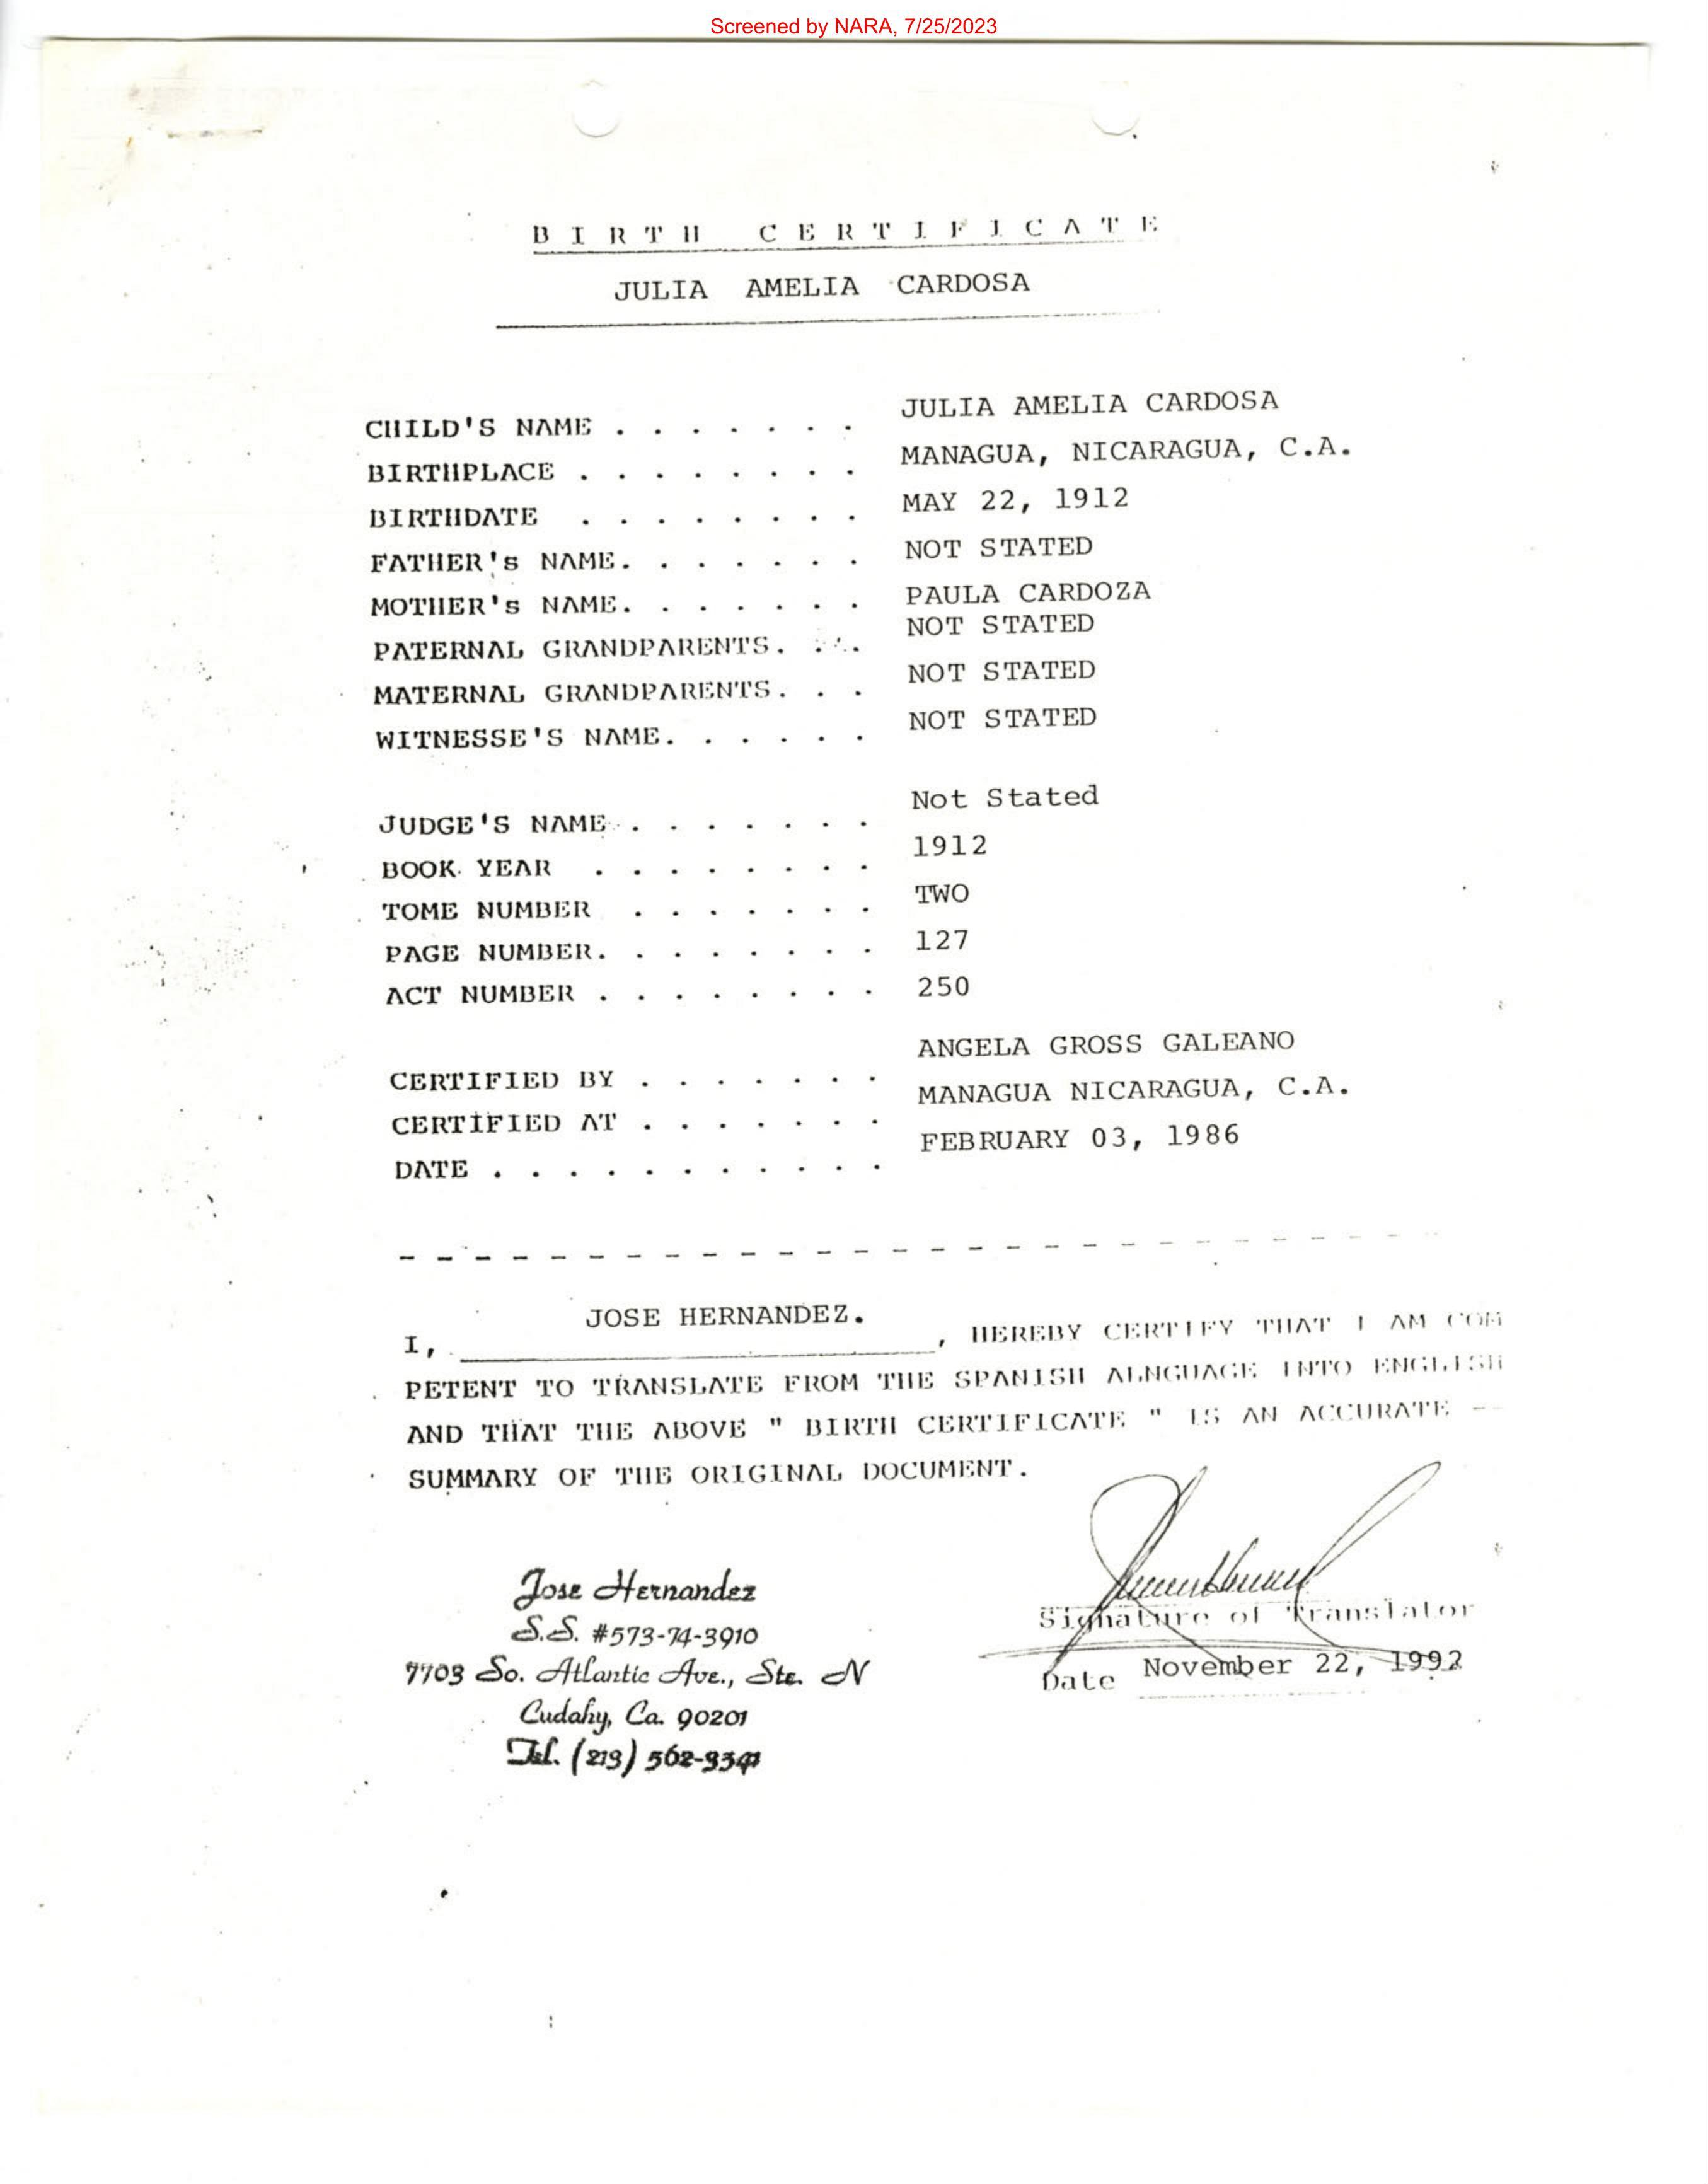 Screened by NARA, 7/25/2023
BIRTH CERTIFICATE
JULIA AMELIA CARDOSA
CHILD'S NAME . . . . . . . JULIA AMELIA CARDOSA
BIRTHPLACE . . . . . . . . MANAGUA, NICARAGUA, C.A.
BIRTHDATE . . . . . . . . MAY 22, 1912
FATHER's NAME. . . . . . . NOT STATED
MOTHER's NAME. . . . . . . PAULA CARDOZA
PATERNAL GRANDPARENTS. . . . NOT STATED
MATERNAL GRANDPARENTS. . . NOT STATED
WITNESSE'S NAME. . . . . . NOT STATED
JUDGE'S NAME . . . . . . . Not Stated
BOOK YEAR . . . . . . . . 1912
TOME NUMBER . . . . . . . TWO
PAGE NUMBER. . . . . . . . 127
ACT NUMBER . . . . . . . . 250
CERTIFIED BY . . . . . . . ANGELA GROSS GALEANO
CERTIFIED AT . . . . . . . MANAGUA NICARAGUA, C.A.
DATE . . . . . . . . . . . FEBRUARY 03, 1986
I, JOSE HERNANDEZ. , HEREBY CERTIFY THAT I AM COM
PETENT TO TRANSLATE FROM THE SPANISH ALNGUAGE INTO ENGLISH
AND THAT THE ABOVE " BIRTH CERTIFICATE " IS AN ACCURATE --
SUMMARY OF THE ORIGINAL DOCUMENT.
Jose Hernandez
S.S. #573-74-3910
7703 So. Atlantic Ave., Ste. N
Cudahy, Ca. 90201
Tel. (213)
Signature of Translator
Date November 22, 1992